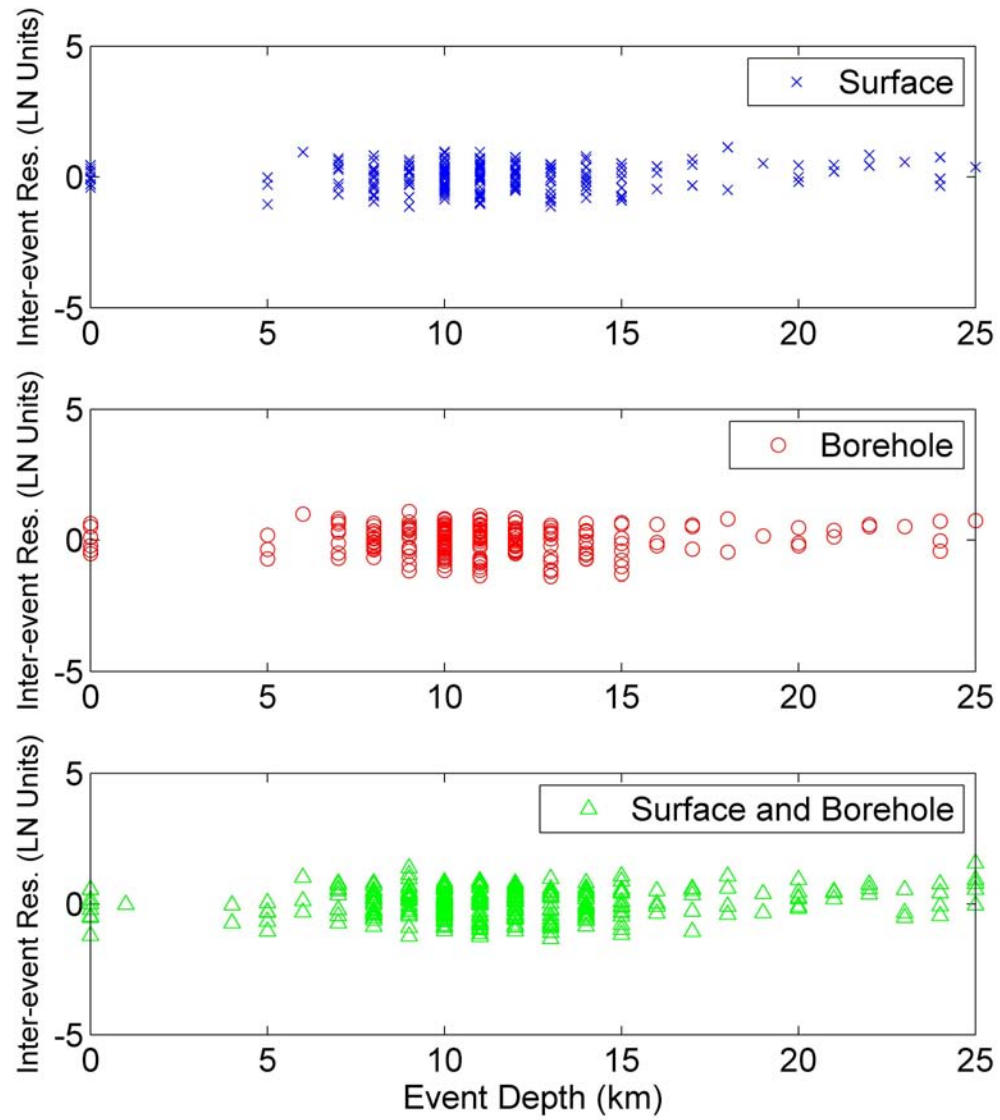 Inter-event Res. (LN Units)
5
0
-5
Surface
0 5 10 15 20 25
Inter-event Res. (LN Units)
5
0
-5
Borehole
0 5 10 15 20 25
Inter-event Res. (LN Units)
5
0
-5
Surface and Borehole
0 5 10 15 20 25
Event Depth (km)